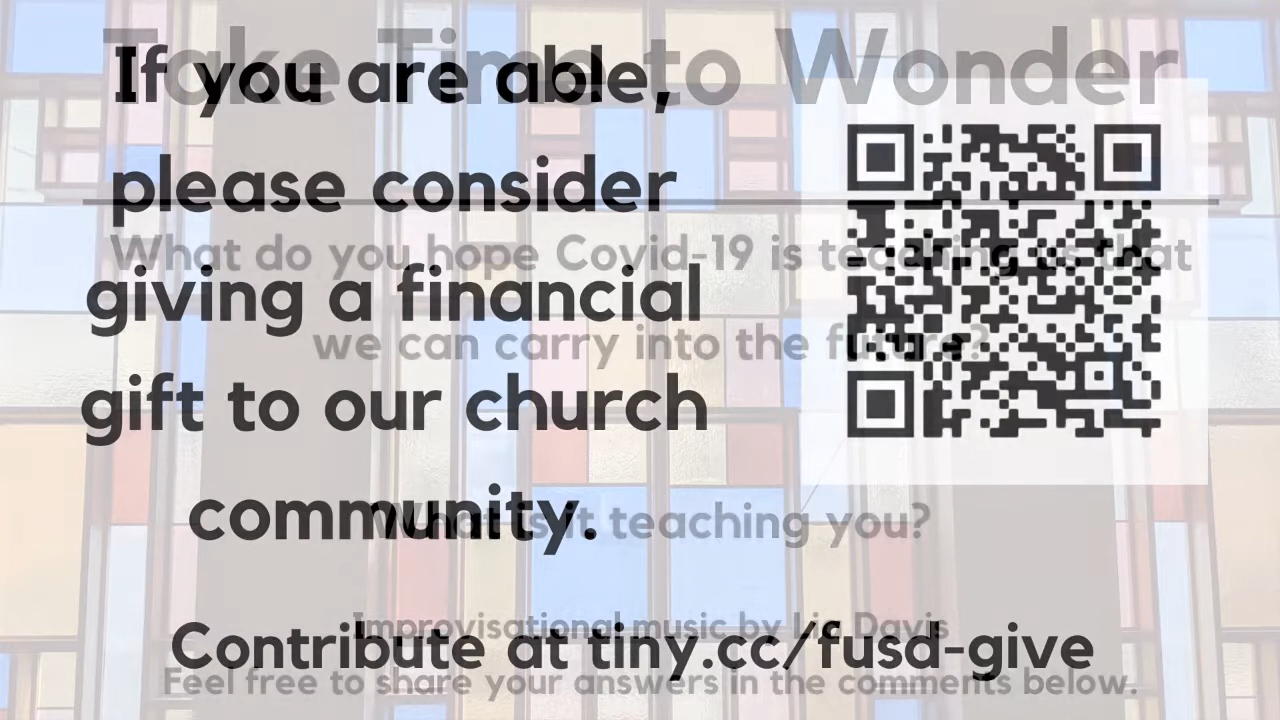 Take Time to Wonder
If you are able,
please consider
What do you hope Covid-19 is teaching us that
giving a financial
we can carry into the future?
gift to our church
community.
What is it teaching you?
Improvisational music by Davis
Contribute at tiny.cc/fusd-give
Feel free to share your answers in the comments below.